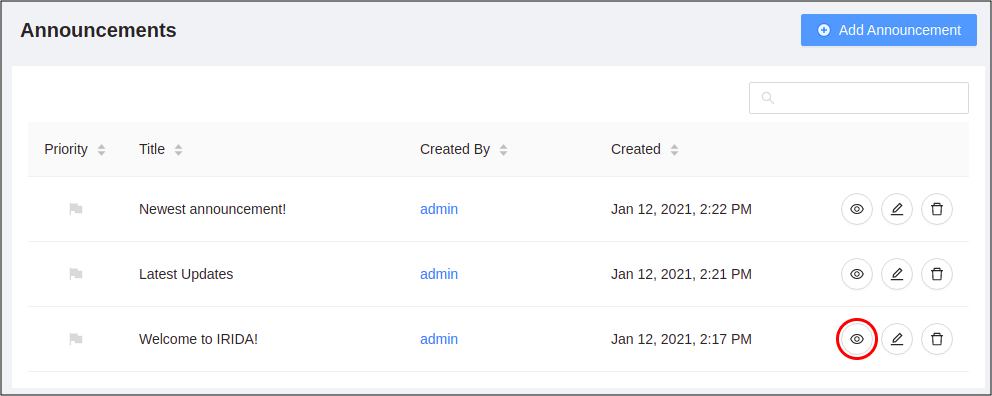 Announcements
Add Announcement
Priority Title Created By Created
Newest announcement! admin Jan 12, 2021, 2:22 PM
Latest Updates admin Jan 12, 2021, 2:21 PM
Welcome to IRIDA! admin Jan 12, 2021, 2:17 PM